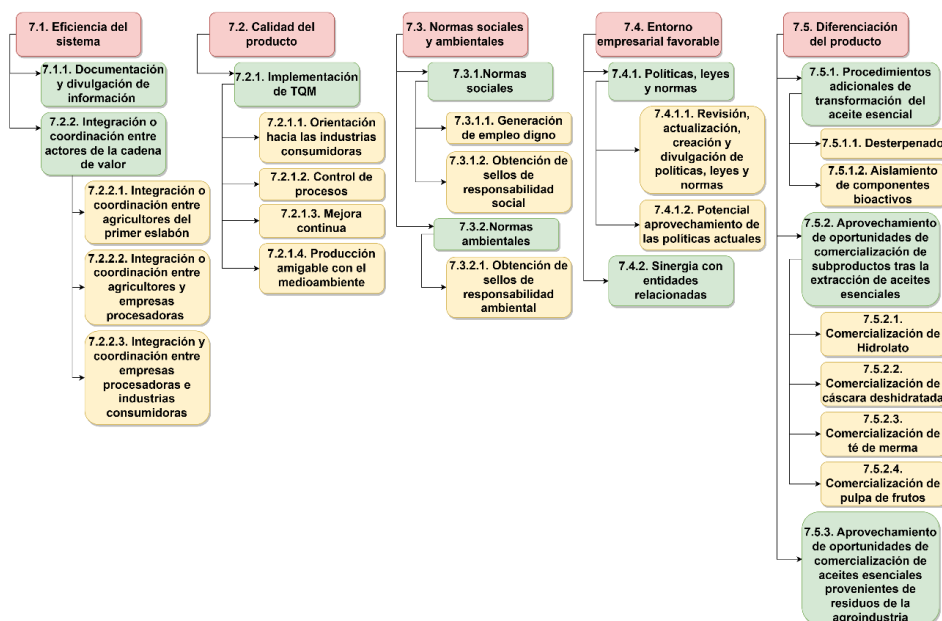 7.1. Eficiencia del
sistema
7.1.1. Documentación
y divulgación de
información
7.2.2. Integración o
coordinación entre
actores de la cadena
de valor
7.2.2.1. Integración o
coordinación entre
agricultores del
primer eslabón
7.2.2.2. Integración o
coordinación entre
agricultores y
empresas
procesadoras
7.2.2.3. Integración y
coordinación entre
empresas
procesadoras e
industrias
consumidoras
7.2. Calidad del
producto
7.2.1. Implementación
de TQM
7.2.1.1. Orientación
hacia las industrias
consumidoras
7.2.1.2. Control de
procesos
7.2.1.3. Mejora
continua
7.2.1.4. Producción
amigable con el
medioambiente
7.3. Normas sociales
y ambientales
7.3.1.Normas
sociales
7.3.1.1. Generación
de empleo digno
7.3.1.2. Obtención de
sellos de
responsabilidad
social
7.3.2.Normas
ambientales
7.3.2.1. Obtención de
sellos de
responsabilidad
ambiental
7.4. Entorno
empresarial favorable
7.4.1. Políticas, leyes
y normas
7.4.1.1. Revisión,
actualización,
creación y
divulgación de
políticas, leyes y
normas
7.4.1.2. Potencial
aprovechamiento de
las políticas actuales
7.4.2. Sinergia con
entidades
relacionadas
7.5. Diferenciación
del producto
7.5.1. Procedimientos
adicionales de
transformación del
aceite esencial
7.5.1.1. Desterpenado
7.5.1.2. Aislamiento
de componentes
bioactivos
7.5.2. Aprovechamiento
de oportunidades de
comercialización de
subproductos tras la
extracción de aceites
esenciales
7.5.2.1.
Comercialización de
Hidrolato
7.5.2.2.
Comercialización de
cáscara deshidratada
7.5.2.3.
Comercialización de
té de merma
7.5.2.4.
Comercialización de
pulpa de frutos
7.5.3. Aprovechamiento
de oportunidades de
comercialización de
aceites esenciales
provenientes de
residuos de la
agroindustria